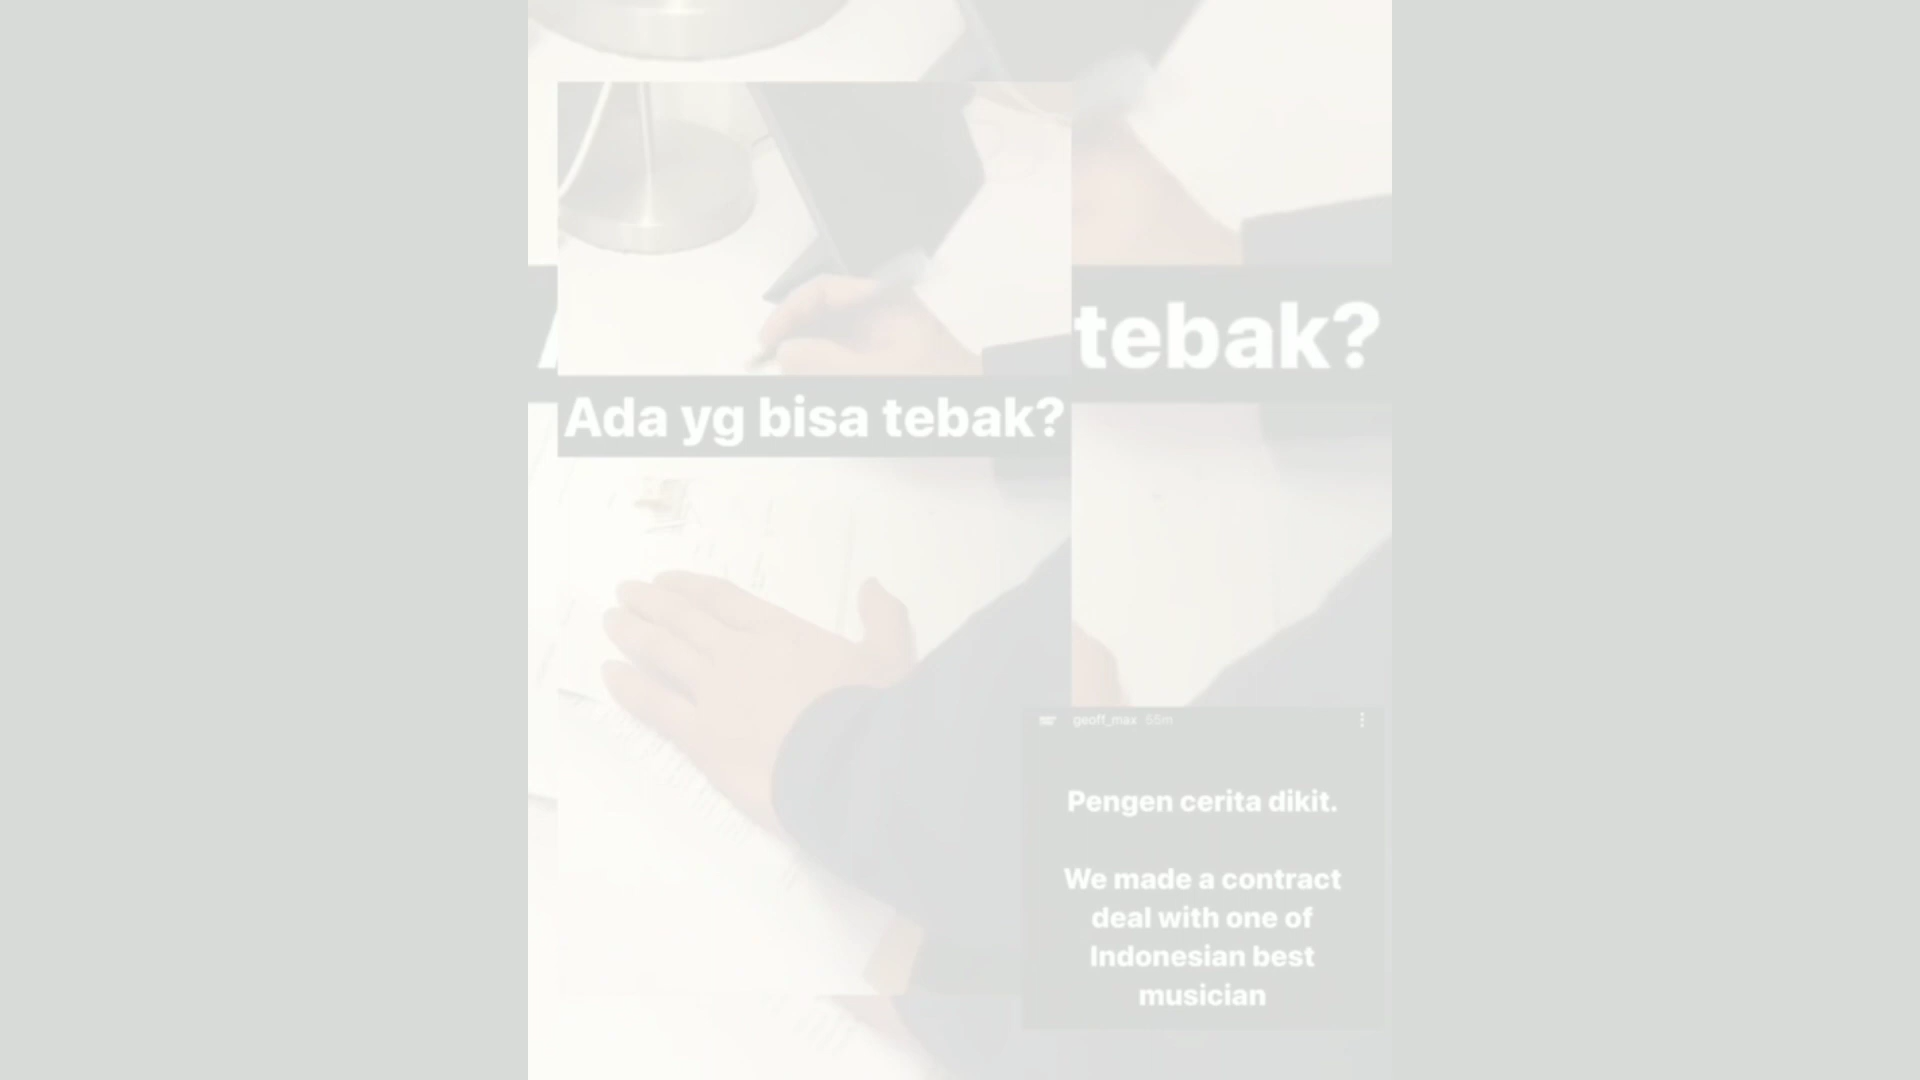 tebak?
Ada yg bisa tebak?
geoff_max 55m
Pengen cerita dikit.
We made a contract
deal with one of
Indonesian best
musician